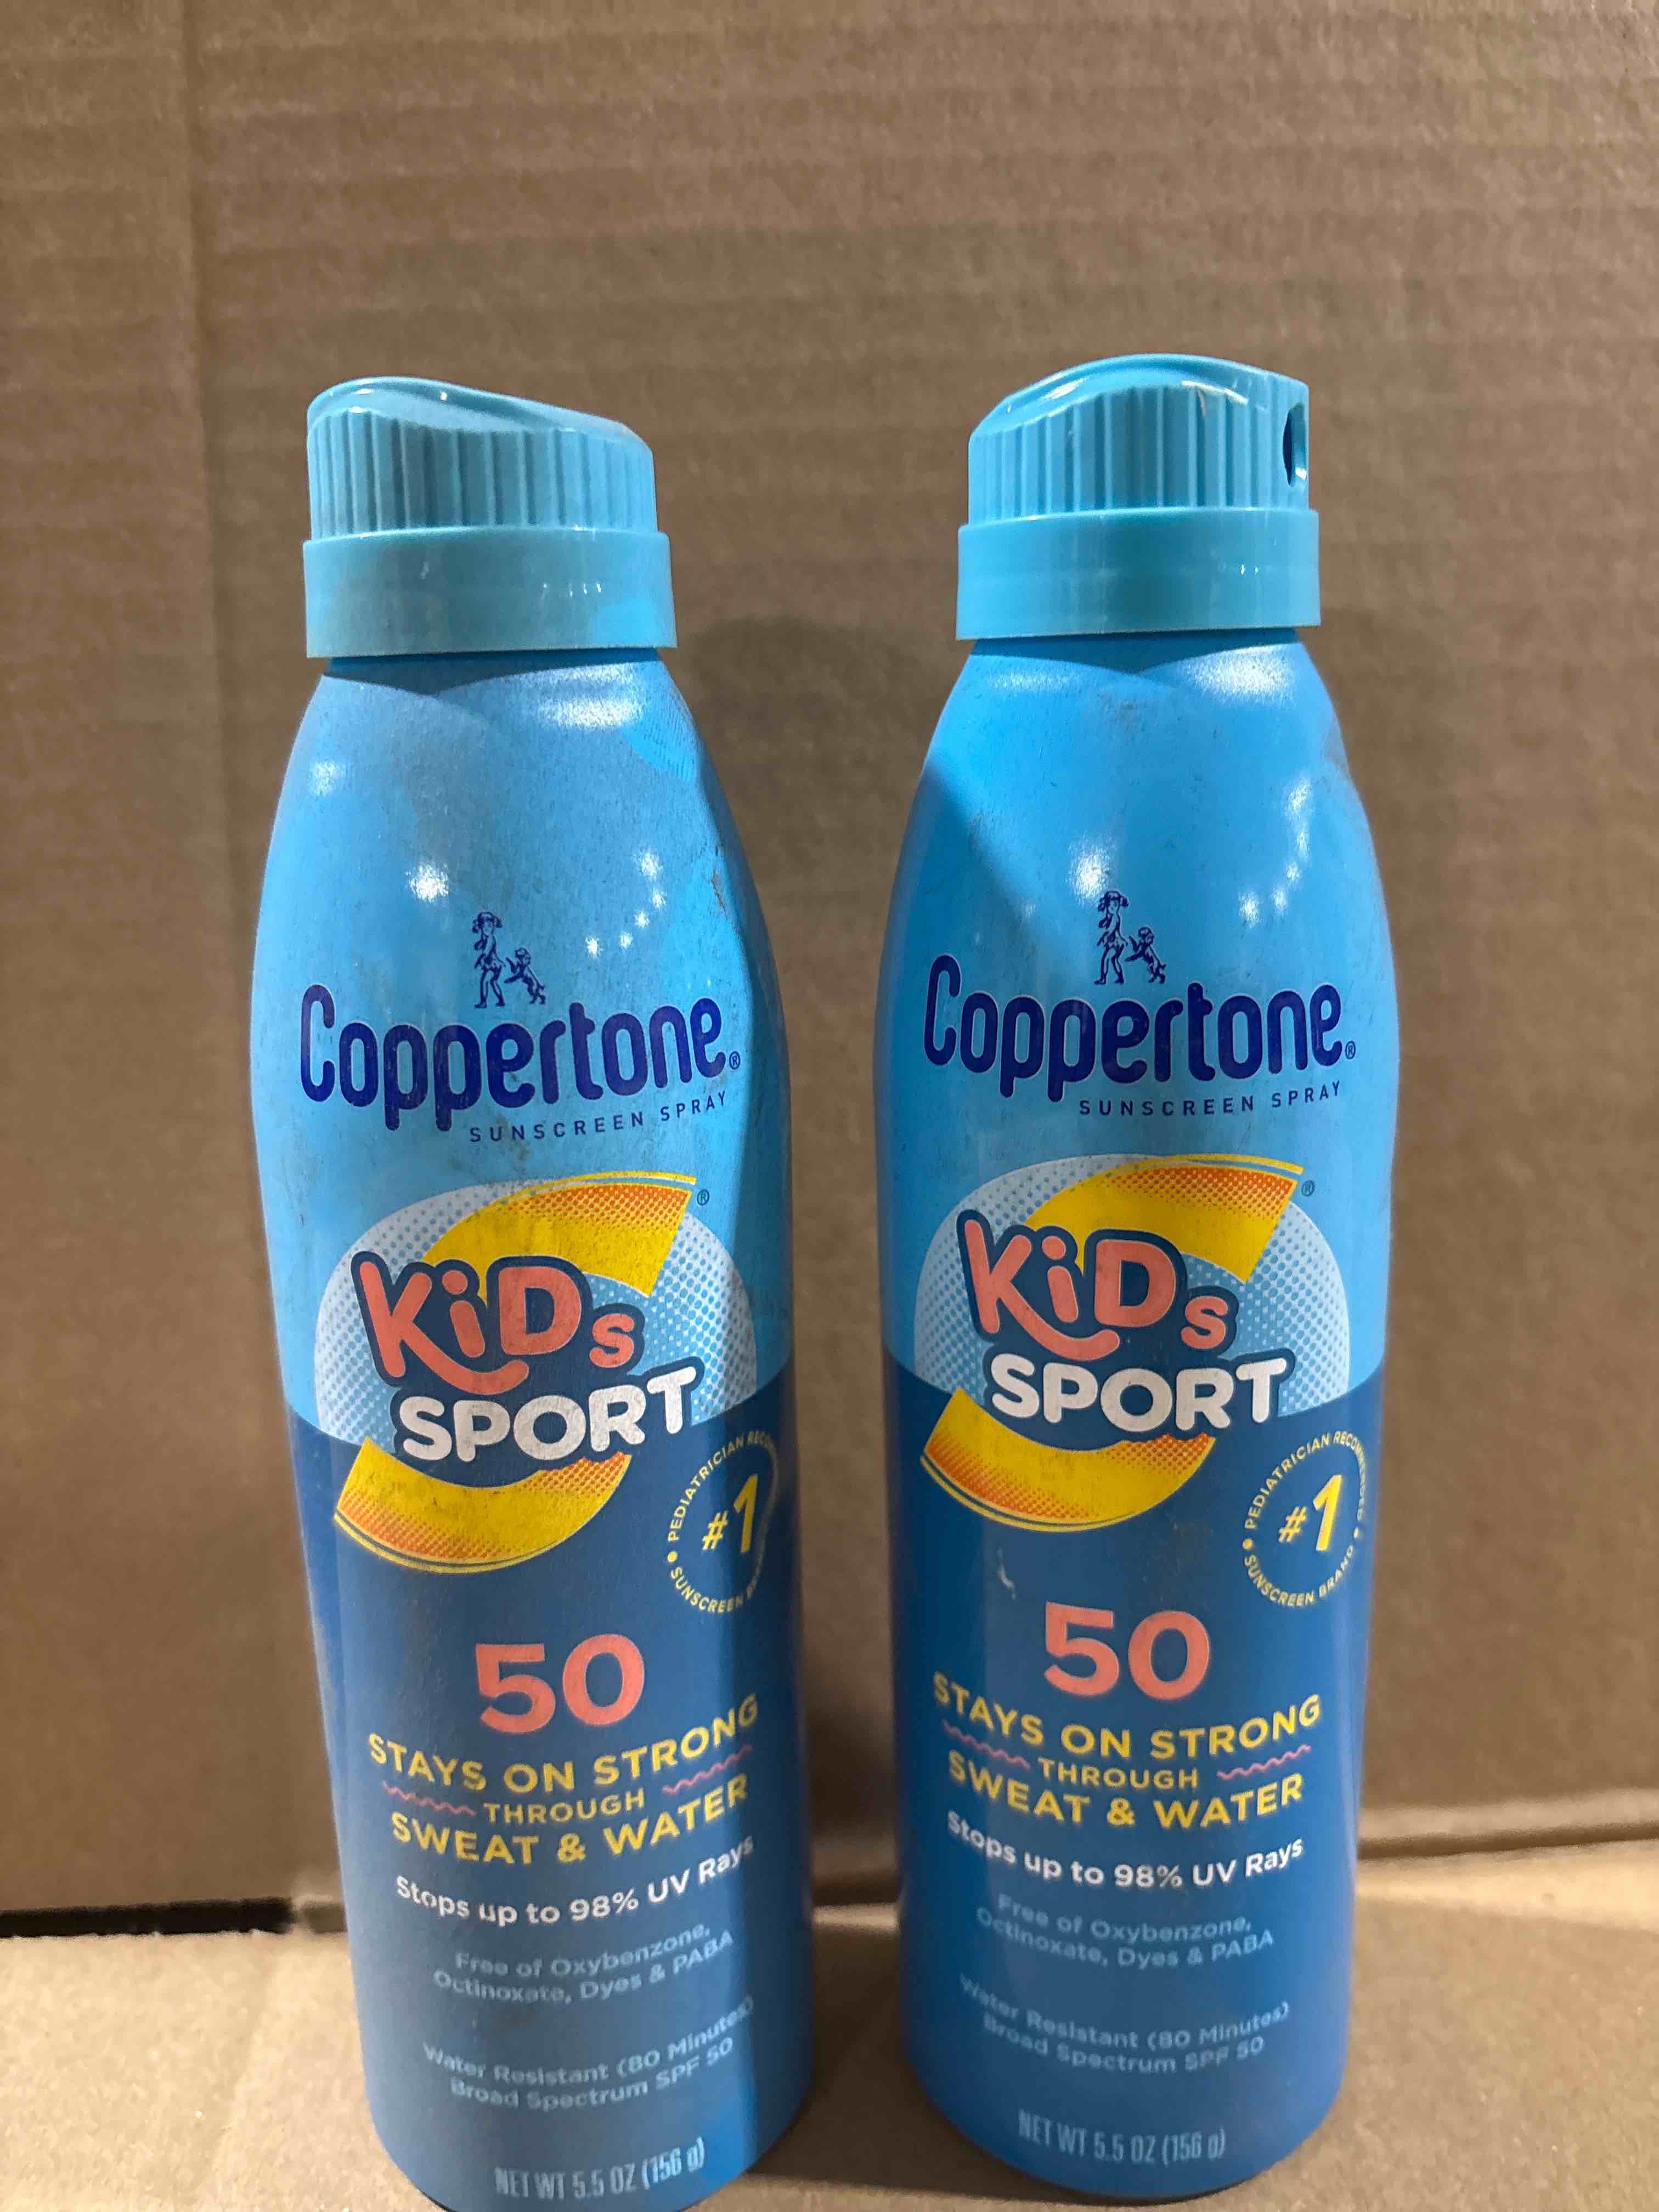 Coppertone®
SUNSCREEN SPRAY
KiDs®
SPORT
PEDIATRICIAN
#1
SUNSCREEN
50
STAYS ON STRONG
THROUGH
SWEAT & WATER
Stops up to 98% UV Rays
Free of Oxybenzone,
Octinoxate, Dyes & PABA
Water Resistant (80 Minutes)
Broad Spectrum SPF 50
NET WT 5.5 OZ (156 g)
Coppertone®
SUNSCREEN SPRAY
KiDs®
SPORT
PEDIATRICIAN RECOMMENDED
#1
SUNSCREEN BRAND
50
STAYS ON STRONG
THROUGH
SWEAT & WATER
Stops up to 98% UV Rays
Free of Oxybenzone,
Octinoxate, Dyes & PABA
Water Resistant (80 Minutes)
Broad Spectrum SPF 50
NET WT 5.5 OZ (156 g)